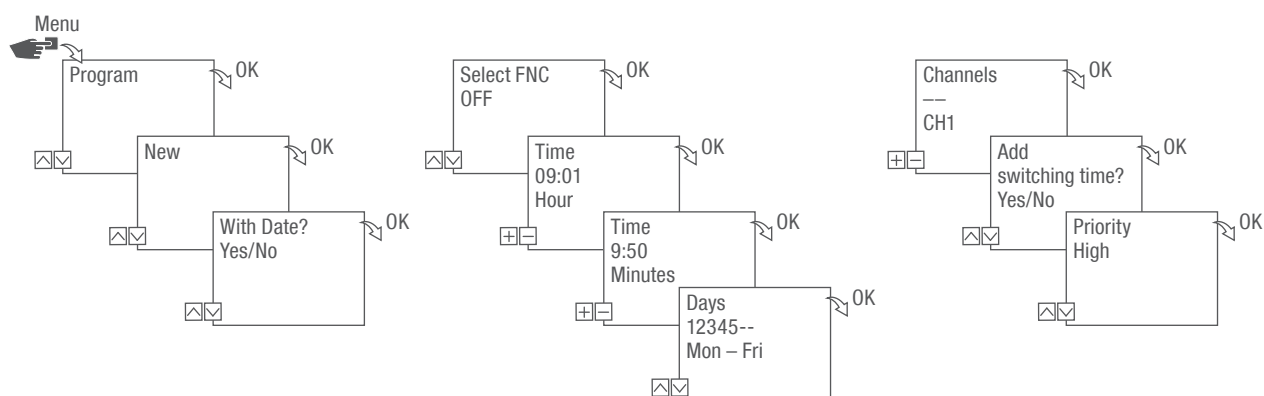 Menu
Program
OK
New
OK
With Date?
Yes/No
OK
Select FNC
OFF
OK
Time
09:01
Hour
OK
Time
9:50
Minutes
OK
Days
12345--
Mon – Fri
OK
Channels
––
CH1
OK
Add
switching time?
Yes/No
OK
Priority
High
OK